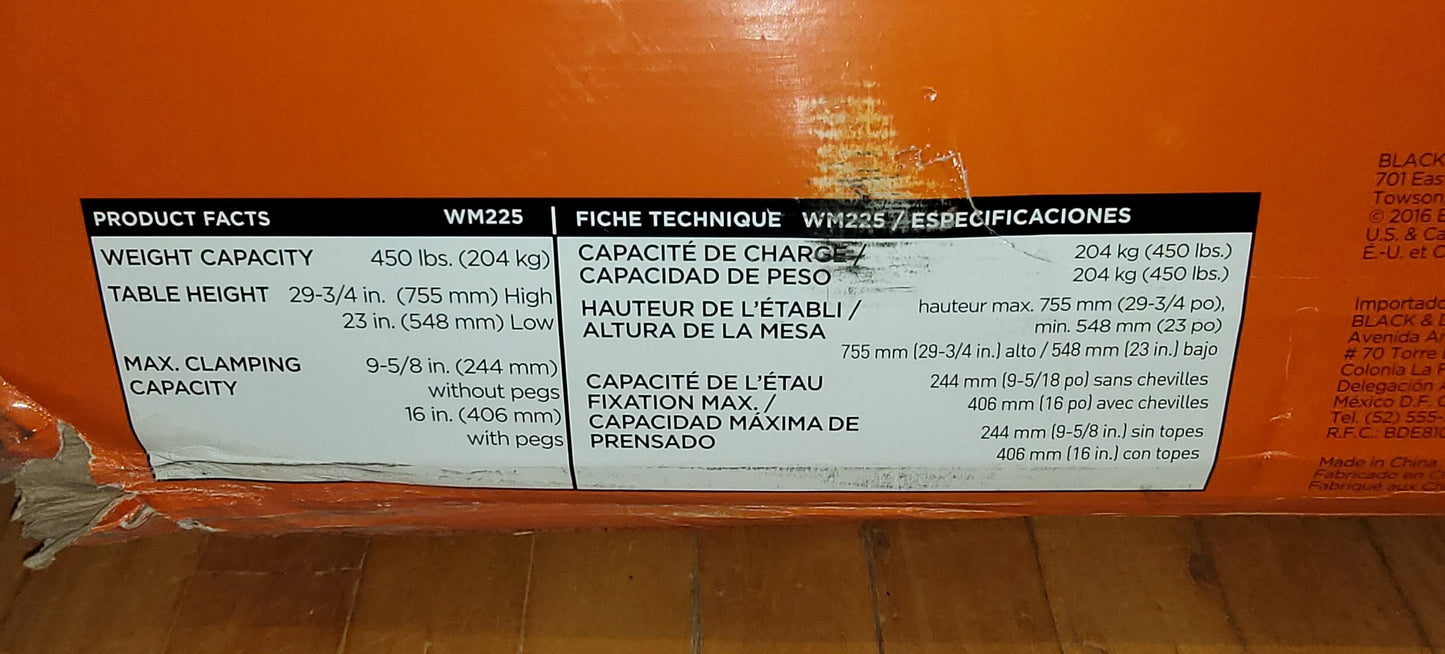 PRODUCT FACTS WM225
WEIGHT CAPACITY 450 lbs. (204 kg)
TABLE HEIGHT 29-3/4 in. (755 mm) High
23 in. (548 mm) Low
MAX. CLAMPING 9-5/8 in. (244 mm)
CAPACITY without pegs
16 in. (406 mm)
with pegs
FICHE TECHNIQUE WM225 / ESPECIFICACIONES
CAPACITÉ DE CHARGE / 204 kg (450 lbs.)
CAPACIDAD DE PESO 204 kg (450 lbs.)
HAUTEUR DE L'ÉTABLI / hauteur max. 755 mm (29-3/4 po),
ALTURA DE LA MESA min. 548 mm (23 po)
755 mm (29-3/4 in.) alto / 548 mm (23 in.) bajo
CAPACITÉ DE L'ÉTAU 244 mm (9-5/18 po) sans chevilles
FIXATION MAX. / 406 mm (16 po) avec chevilles
CAPACIDAD MÁXIMA DE 244 mm (9-5/8 in.) sin topes
PRENSADO 406 mm (16 in.) con topes
BLACK
701 Eas
Towson
© 2016 B
U.S. & Ca
É.-U. et C
Importado
BLACK &
Avenida
# 70 Torre
Colonia La P
Delegación
México D.F.
Tel. (52) 555-
R.F.C.: BDE81
Made in China
Fabricado en
Fabriqué aux Ch